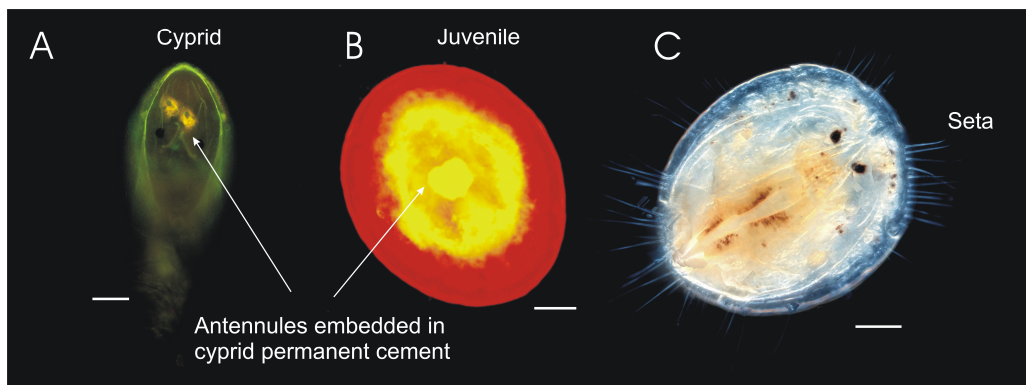 A
Cyprid
B
Juvenile
C
Seta
Antennules embedded in
cyprid permanent cement